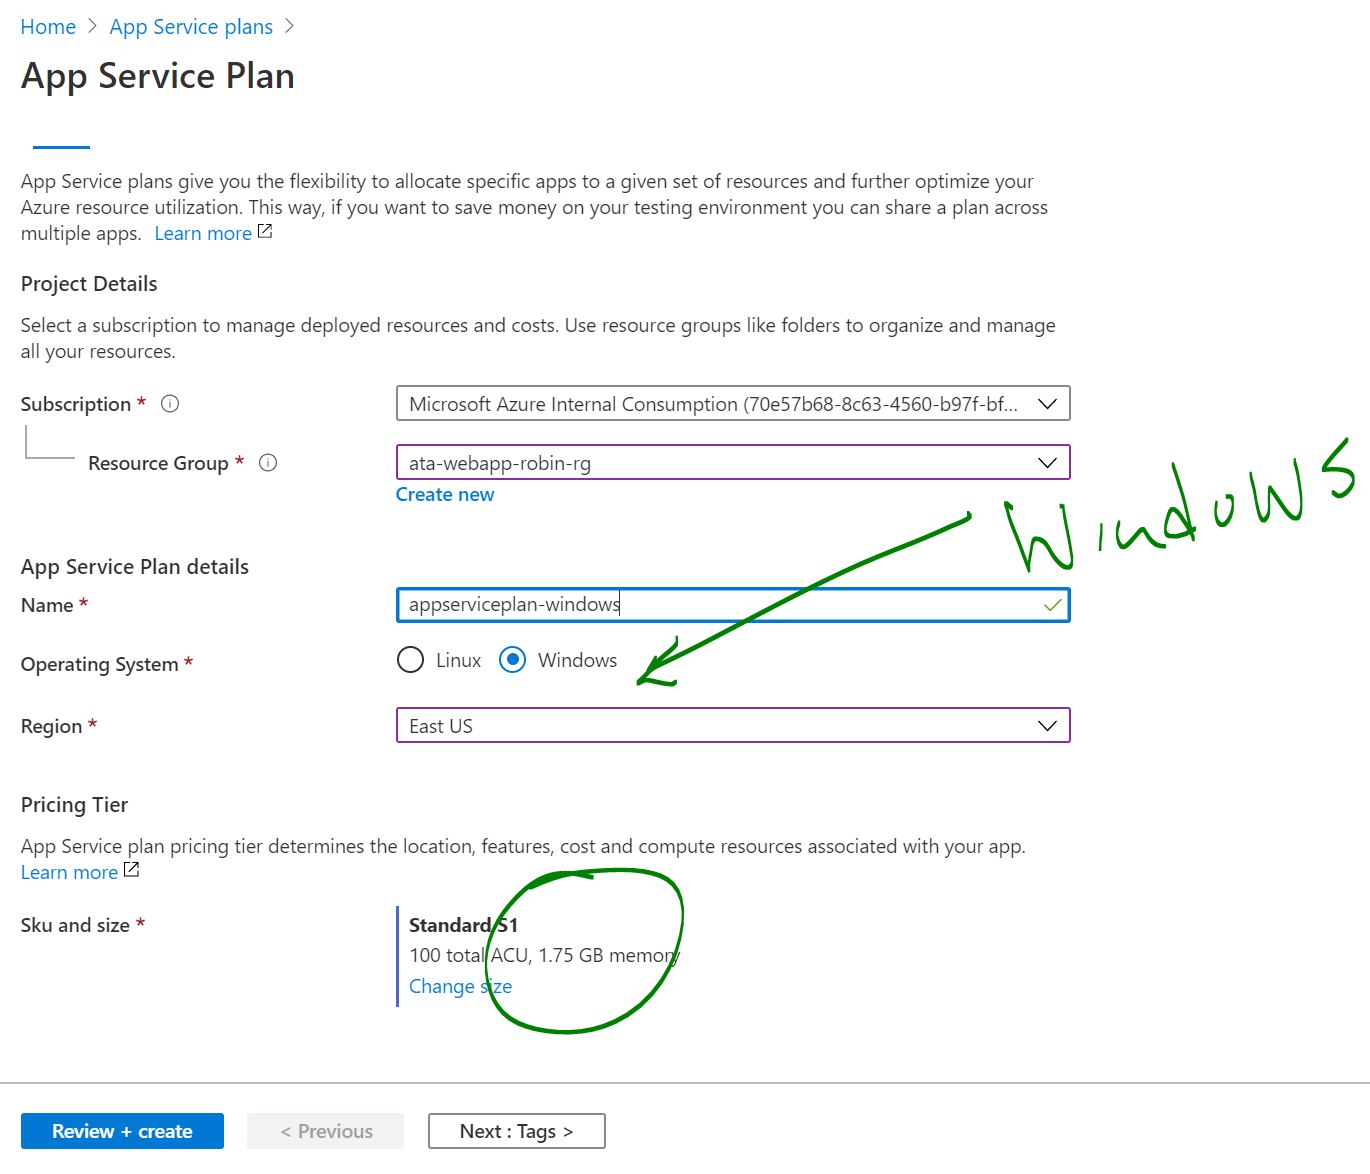 Home > App Service plans >
App Service Plan
App Service plans give you the flexibility to allocate specific apps to a given set of resources and further optimize your
Azure resource utilization. This way, if you want to save money on your testing environment you can share a plan across
multiple apps. Learn more
Project Details
Select a subscription to manage deployed resources and costs. Use resource groups like folders to organize and manage
all your resources.
Subscription * Microsoft Azure Internal Consumption (70e57b68-8c63-4560-b97f-bf...
Resource Group * ata-webapp-robin-rg
Create new
Windows
App Service Plan details
Name * appserviceplan-windows
Operating System * Linux Windows
Region * East US
Pricing Tier
App Service plan pricing tier determines the location, features, cost and compute resources associated with your app.
Learn more
Sku and size * Standard S1
100 total ACU, 1.75 GB memory
Change size
Review + create < Previous Next : Tags >